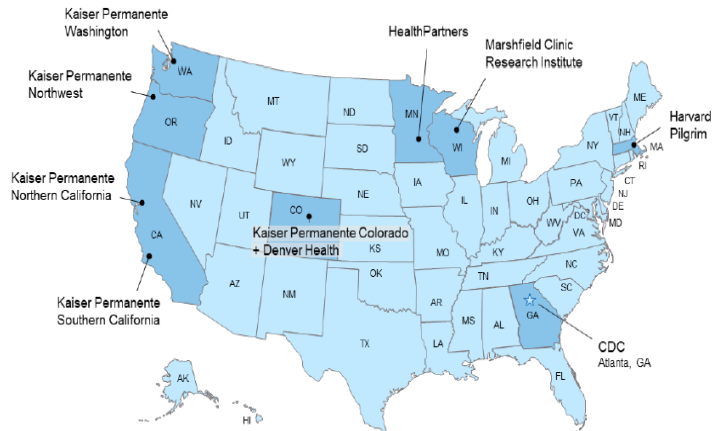 Kaiser Permanente
Washington
HealthPartners
Marshfield Clinic
Research Institute
Kaiser Permanente
Northwest
Harvard
Pilgrim
Kaiser Permanente
Northern California
Kaiser Permanente Colorado
+ Denver Health
Kaiser Permanente
Southern California
CDC
Atlanta, GA
WA
OR
CA
NV
ID
MT
WY
UT
CO
AZ
NM
ND
SD
NE
KS
OK
TX
MN
IA
MO
AR
LA
WI
IL
MI
IN
OH
KY
TN
MS
AL
GA
FL
SC
NC
VA
WV
DC
MD
DE
NJ
PA
NY
CT
RI
MA
VT
NH
ME
AK
HI